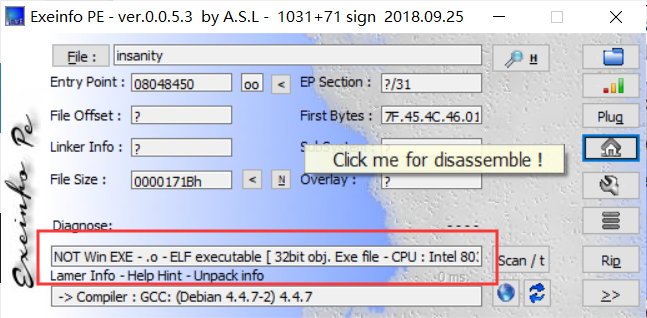 Exeinfo PE - ver.0.0.5.3 by A.S.L - 1031+71 sign 2018.09.25
File : insanity H
Entry Point : 08048450 oo < EP Section : ?/31
File Offset : ? First Bytes : 7F.45.4C.46.01 Plug
Linker Info : ?
Click me for disassemble !
File Size : 0000171Bh < N Overlay : ?
Diagnose:
NOT Win EXE - .o - ELF executable [ 32bit obj. Exe file - CPU : Intel 80 Scan / t Rip
Lamer Info - Help Hint - Unpack info 0 ms.
-> Compiler : GCC: (Debian 4.4.7-2) 4.4.7 >>
Exeinfo Pe